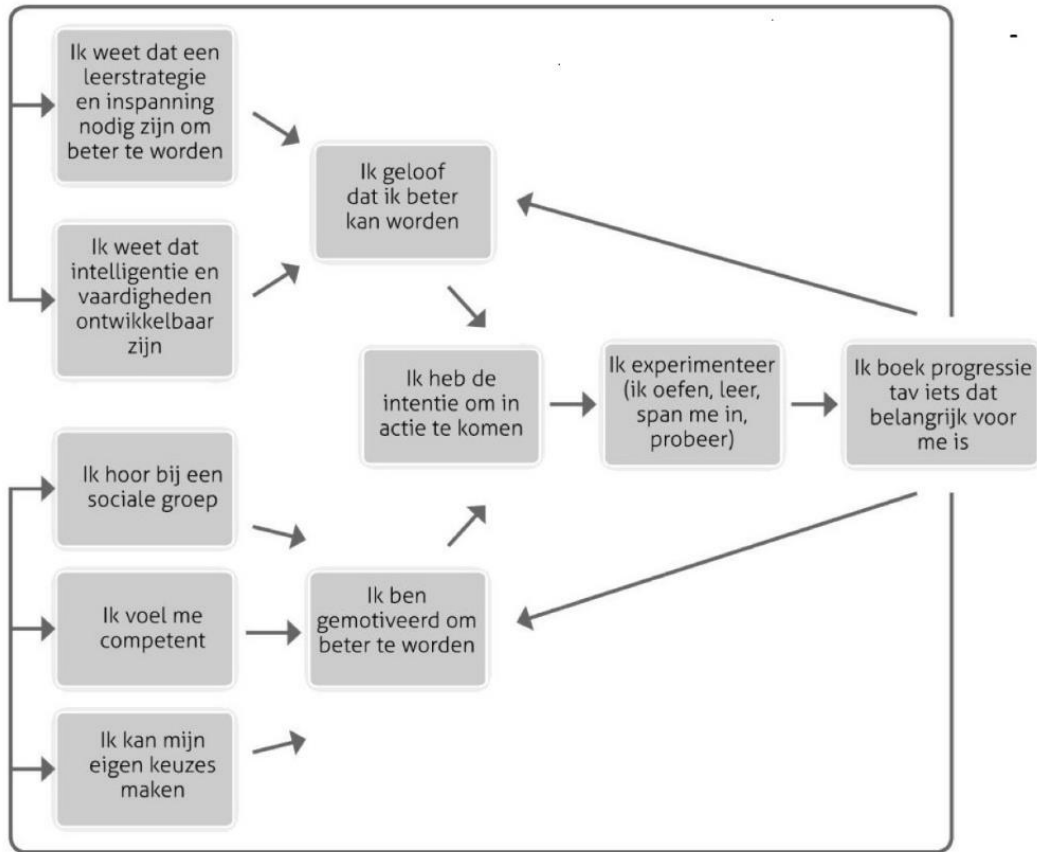 Ik weet dat een
leerstrategie
en inspanning
nodig zijn om
beter te worden
Ik geloof
dat ik beter
kan worden
Ik weet dat
intelligentie en
vaardigheden
ontwikkelbaar
zijn
Ik heb de
intentie om in
actie te komen
Ik experimenteer
(ik oefen, leer,
span me in,
probeer)
Ik boek progressie
tav iets dat
belangrijk voor
me is
Ik hoor bij een
sociale groep
Ik voel me
competent
Ik ben
gemotiveerd om
beter te worden
Ik kan mijn
eigen keuzes
maken